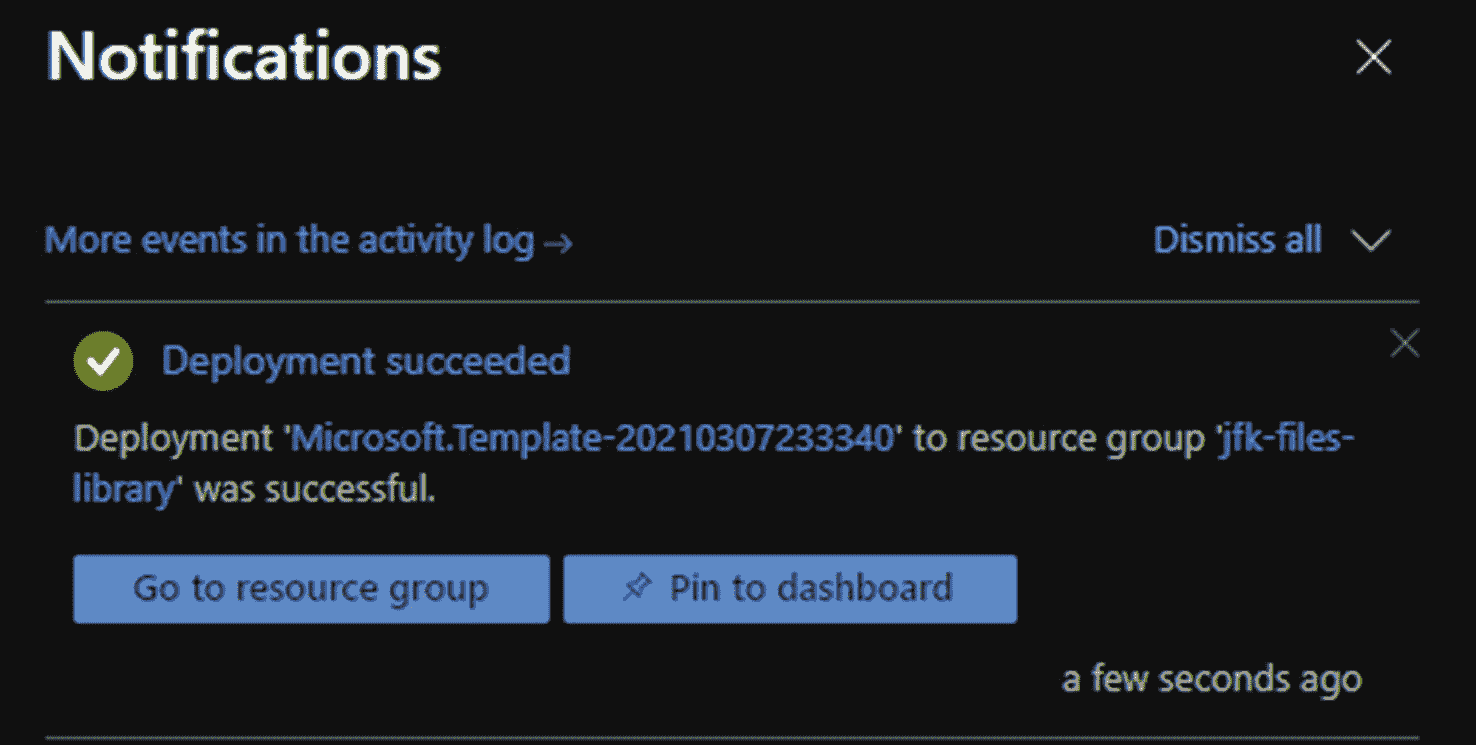 Notifications
More events in the activity log →
Dismiss all
Deployment succeeded
Deployment 'Microsoft.Template-20210307233340' to resource group 'jfk-files-
library' was successful.
Go to resource group
Pin to dashboard
a few seconds ago